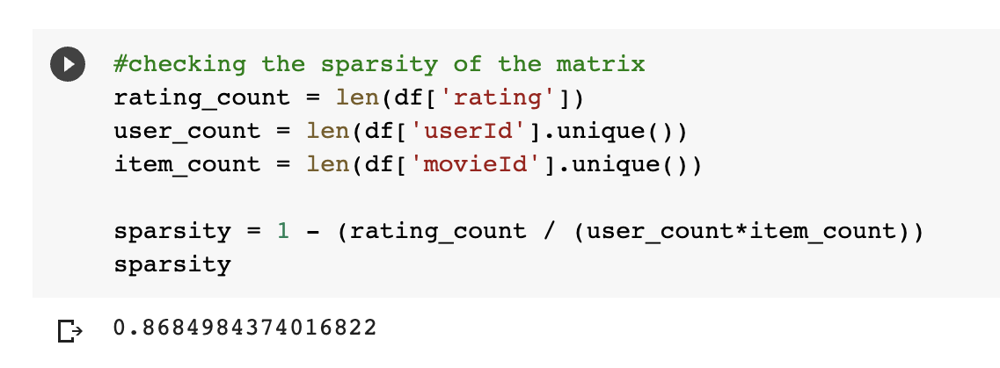 #checking the sparsity of the matrix
rating_count = len(df['rating'])
user_count = len(df['userId'].unique())
item_count = len(df['movieId'].unique())
sparsity = 1 - (rating_count / (user_count*item_count))
sparsity
0.8684984374016822